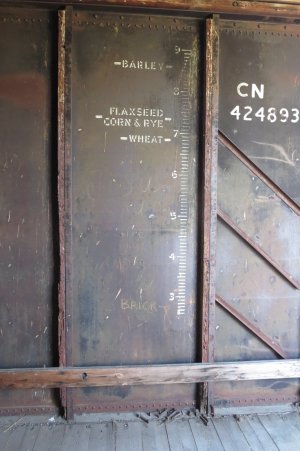 9
-BARLEY-
8
FLAXSEED
-CORN & RYE-
7
-WHEAT-
6
5
4
3
BRICK
CN
424893